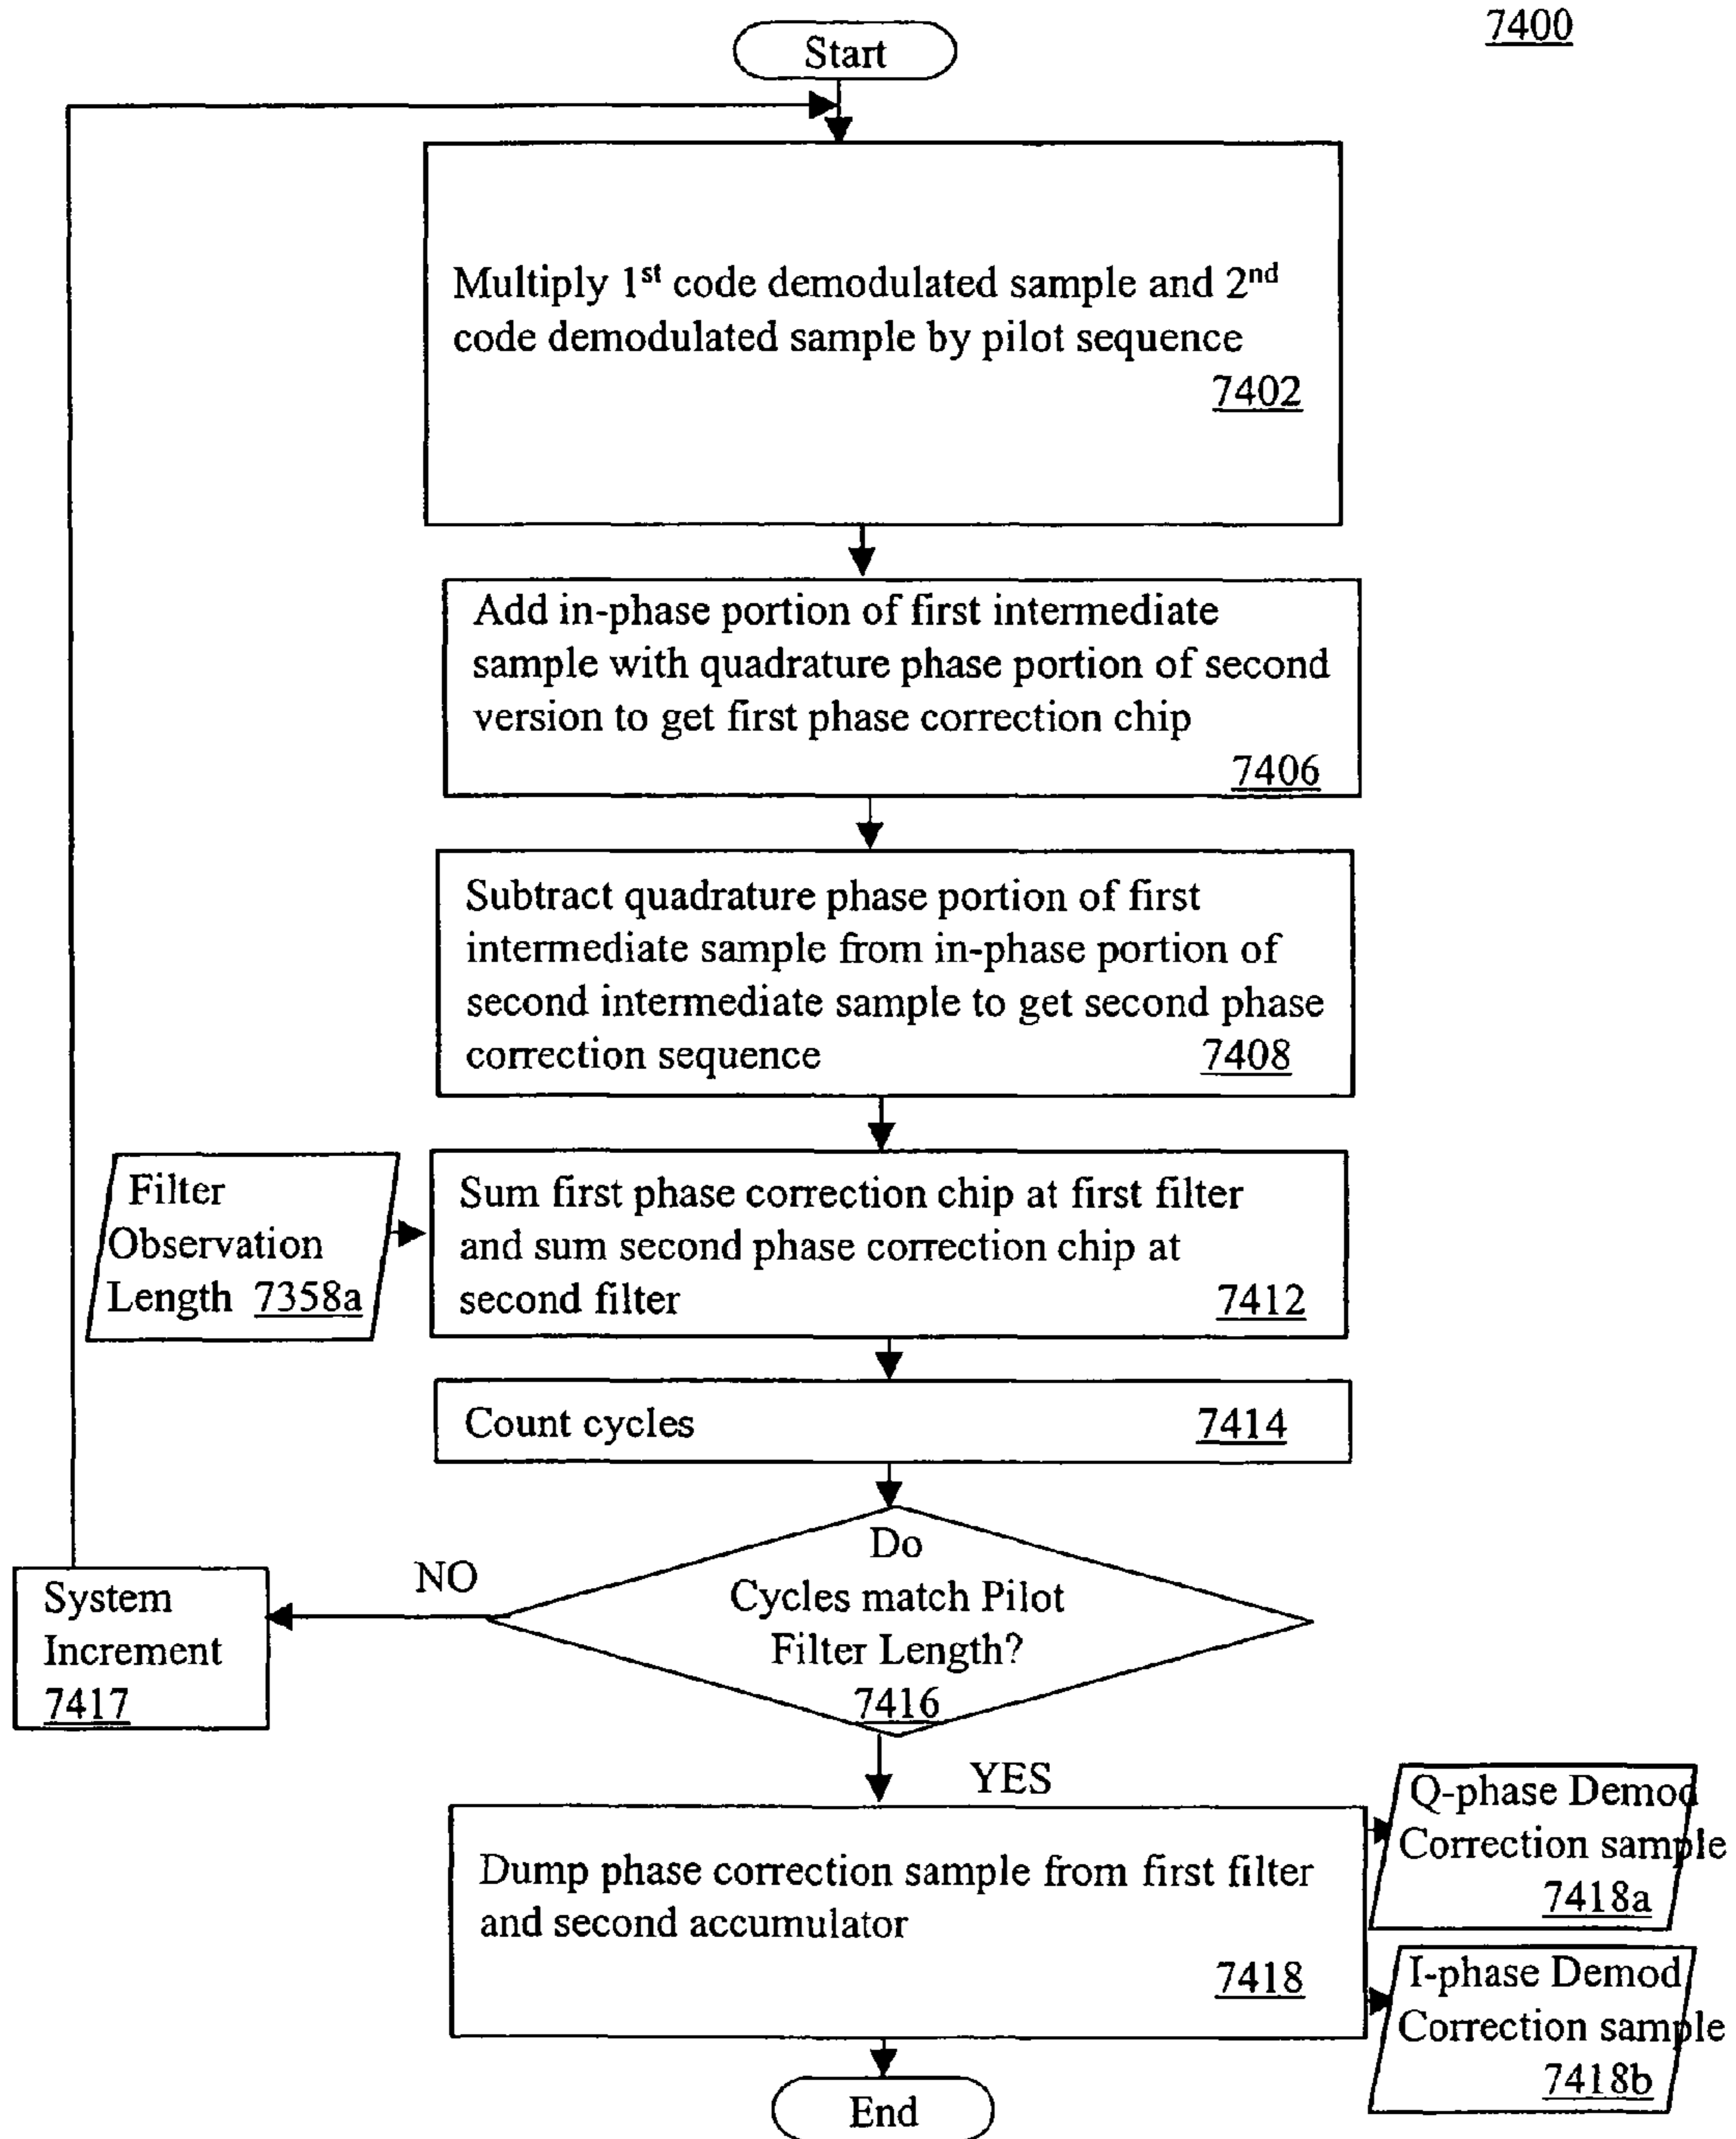 7400
Start
Multiply 1st code demodulated sample and 2nd
code demodulated sample by pilot sequence
7402
Add in-phase portion of first intermediate
sample with quadrature phase portion of second
version to get first phase correction chip
7406
Subtract quadrature phase portion of first
intermediate sample from in-phase portion of
second intermediate sample to get second phase
correction sequence 7408
Filter
Observation
Length 7358a
Sum first phase correction chip at first filter
and sum second phase correction chip at
second filter 7412
Count cycles 7414
Do
Cycles match Pilot
Filter Length?
7416
NO
System
Increment
7417
YES
Dump phase correction sample from first filter
and second accumulator
7418
Q-phase Demod
Correction sample
7418a
I-phase Demod
Correction sample
7418b
End